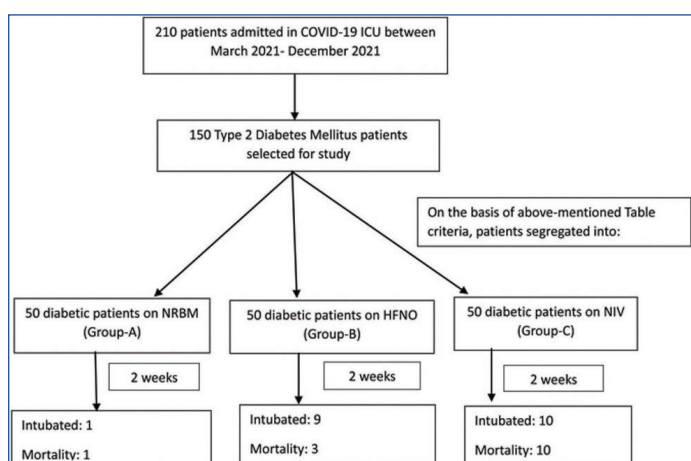 210 patients admitted in COVID-19 ICU between
March 2021- December 2021
150 Type 2 Diabetes Mellitus patients
selected for study
On the basis of above-mentioned Table
criteria, patients segregated into:
50 diabetic patients on NRBM
(Group-A)
50 diabetic patients on HFNO
(Group-B)
50 diabetic patients on NIV
(Group-C)
2 weeks
2 weeks
2 weeks
Intubated: 1
Mortality: 1
Intubated: 9
Mortality: 3
Intubated: 10
Mortality: 10